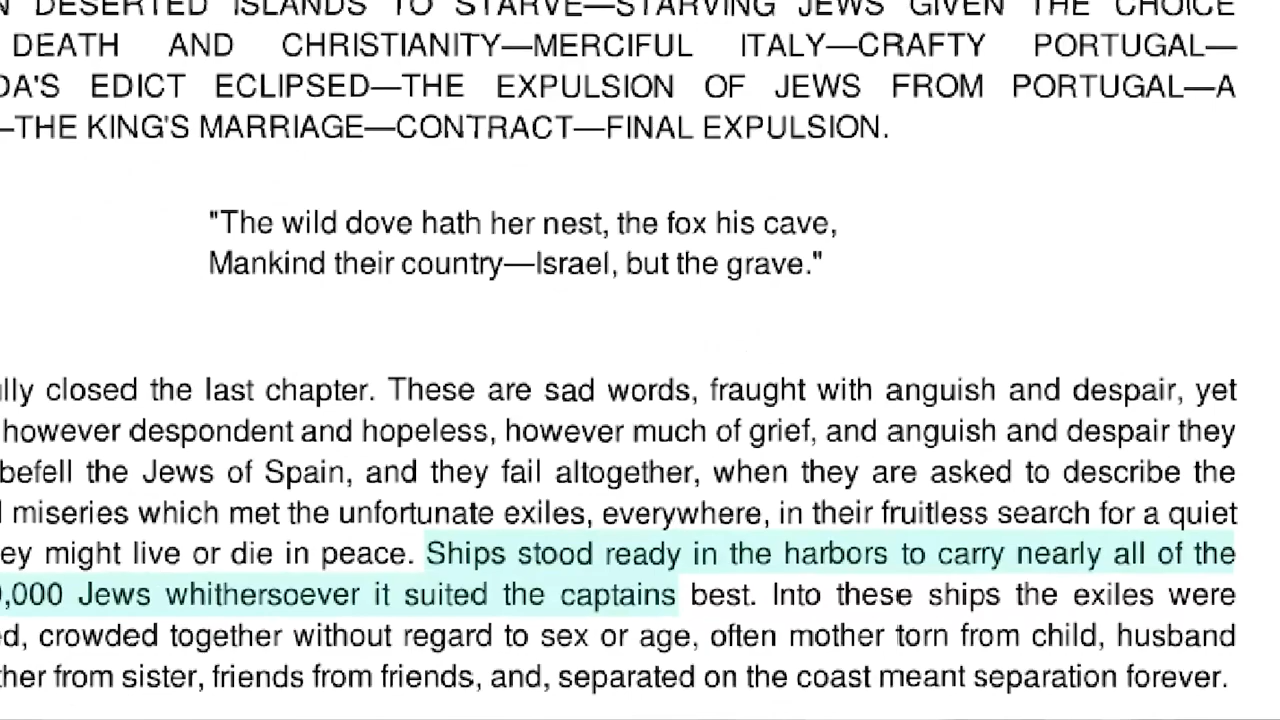 DESERTED ISLANDS TO STARVE—STARVING JEWS GIVEN THE CHOICE
DEATH AND CHRISTIANITY—MERCIFUL ITALY—CRAFTY PORTUGAL—
DA'S EDICT ECLIPSED—THE EXPULSION OF JEWS FROM PORTUGAL—A
—THE KING'S MARRIAGE—CONTRACT—FINAL EXPULSION.
"The wild dove hath her nest, the fox his cave,
Mankind their country—Israel, but the grave."
lly closed the last chapter. These are sad words, fraught with anguish and despair, yet
however despondent and hopeless, however much of grief, and anguish and despair they
befell the Jews of Spain, and they fail altogether, when they are asked to describe the
miseries which met the unfortunate exiles, everywhere, in their fruitless search for a quiet
ey might live or die in peace. Ships stood ready in the harbors to carry nearly all of the
,000 Jews whithersoever it suited the captains best. Into these ships the exiles were
ed, crowded together without regard to sex or age, often mother torn from child, husband
ther from sister, friends from friends, and, separated on the coast meant separation forever.